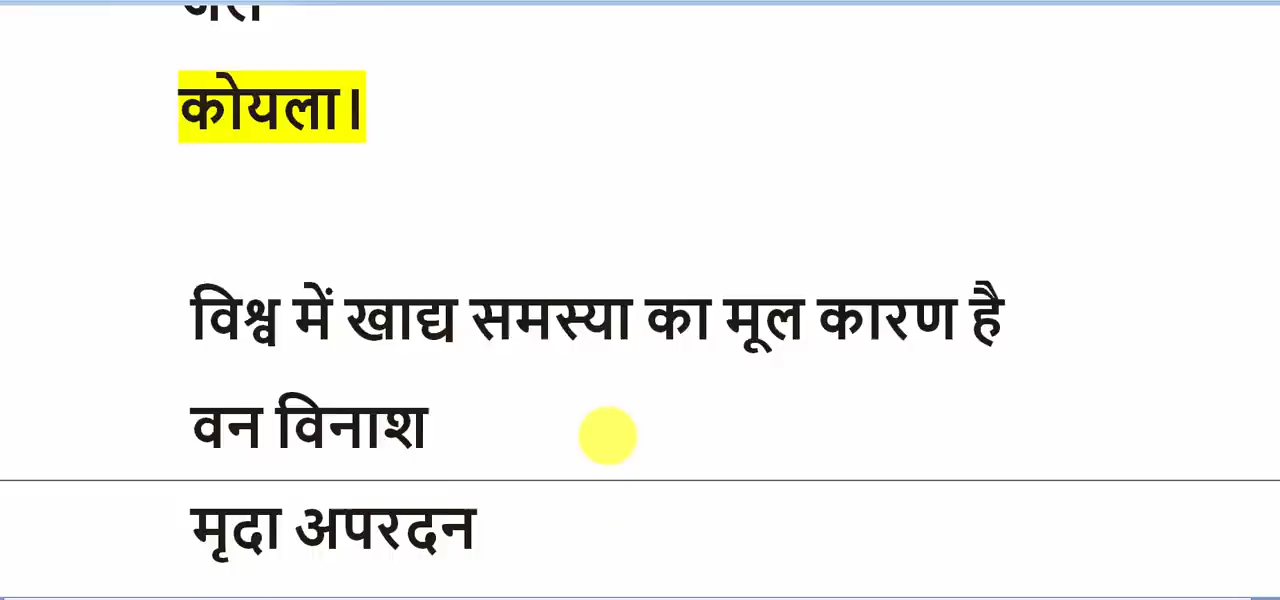 कोयला।
विश्व में खाद्य समस्या का मूल कारण है
वन विनाश
मृदा अपरदन